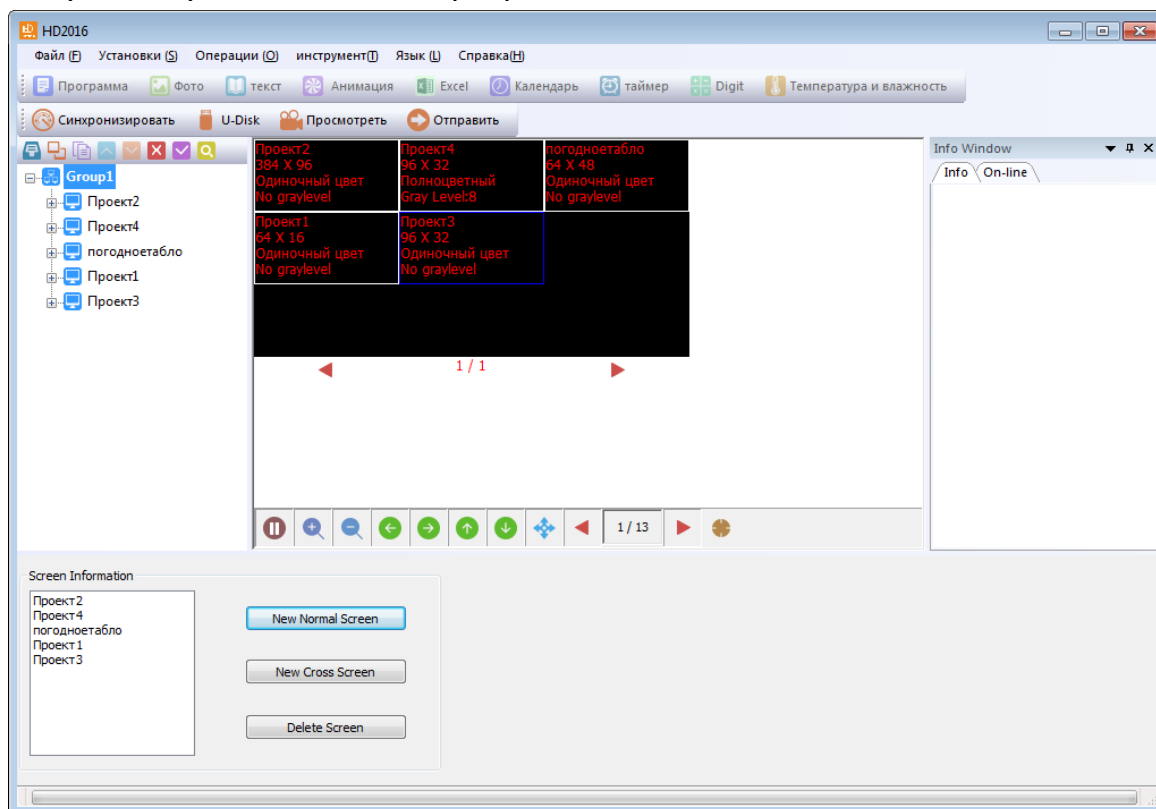 HD2016
Файл (F) Установки (S) Операции (O) инструмент(T) Язык (L) Справка(H)
Программа Фото текст Анимация Excel Календарь таймер Digit Температура и влажность
Синхронизировать U-Disk Просмотреть Отправить
Group1
Проект2
Проект4
погодноетабло
Проект1
Проект3
Проект2
384 X 96
Одиночный цвет
No graylevel
Проект4
96 X 32
Полноцветный
Gray Level:8
погодноетабло
64 X 48
Одиночный цвет
No graylevel
Проект1
64 X 16
Одиночный цвет
No graylevel
Проект3
96 X 32
Одиночный цвет
No graylevel
1 / 1
1 / 13
Info Window
Info On-line
Screen Information
Проект2
Проект4
погодноетабло
Проект1
Проект3
New Normal Screen
New Cross Screen
Delete Screen